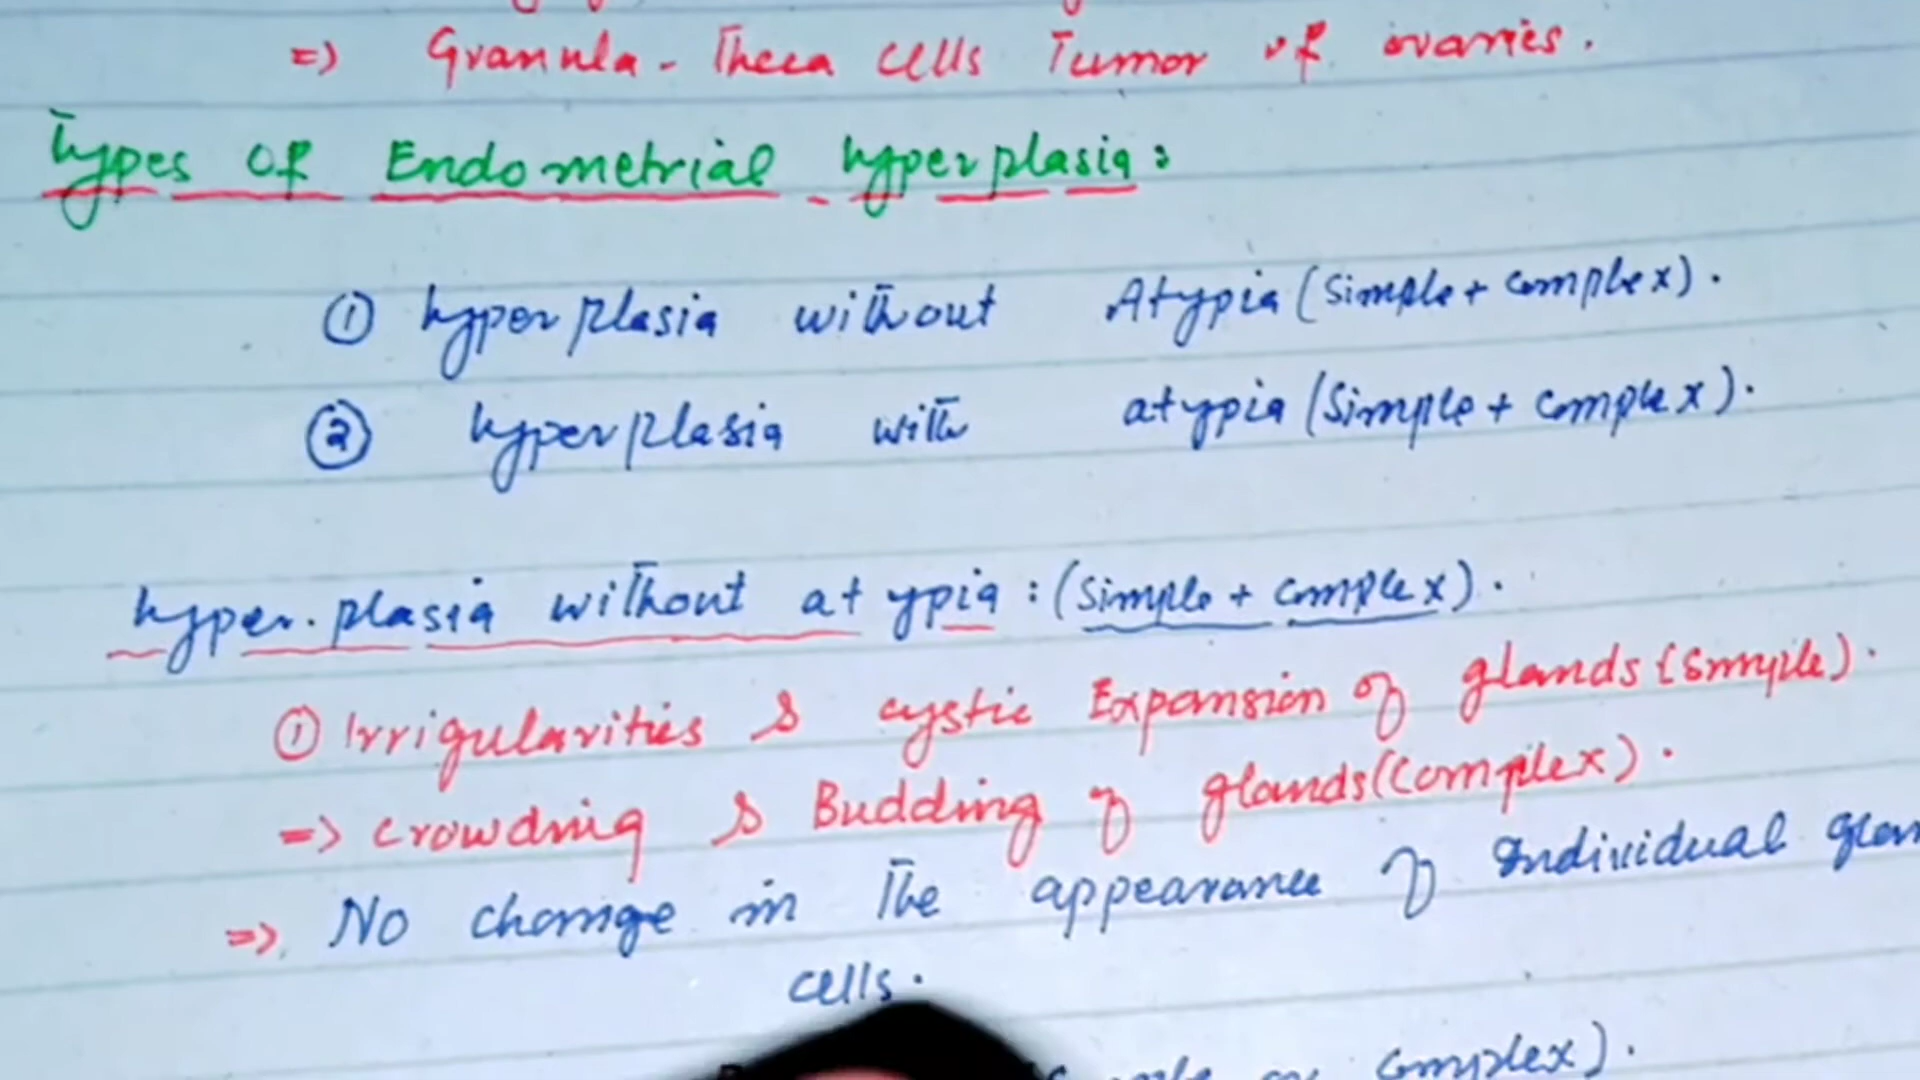 => Granula - Theca cells Tumor of ovaries.
Types of Endometrial hyperplasia:
① hyperplasia without Atypia (Simple + Complex).
② hyperplasia with atypia (Simple + Complex).
hyper.plasia without atypia : (Simple + Complex).
① Irrigularities & cystic Expansion of glands (Simple).
=> Crowding & Budding of glands (Complex).
=> No change in The appearance of Individual glan
cells.
complex).